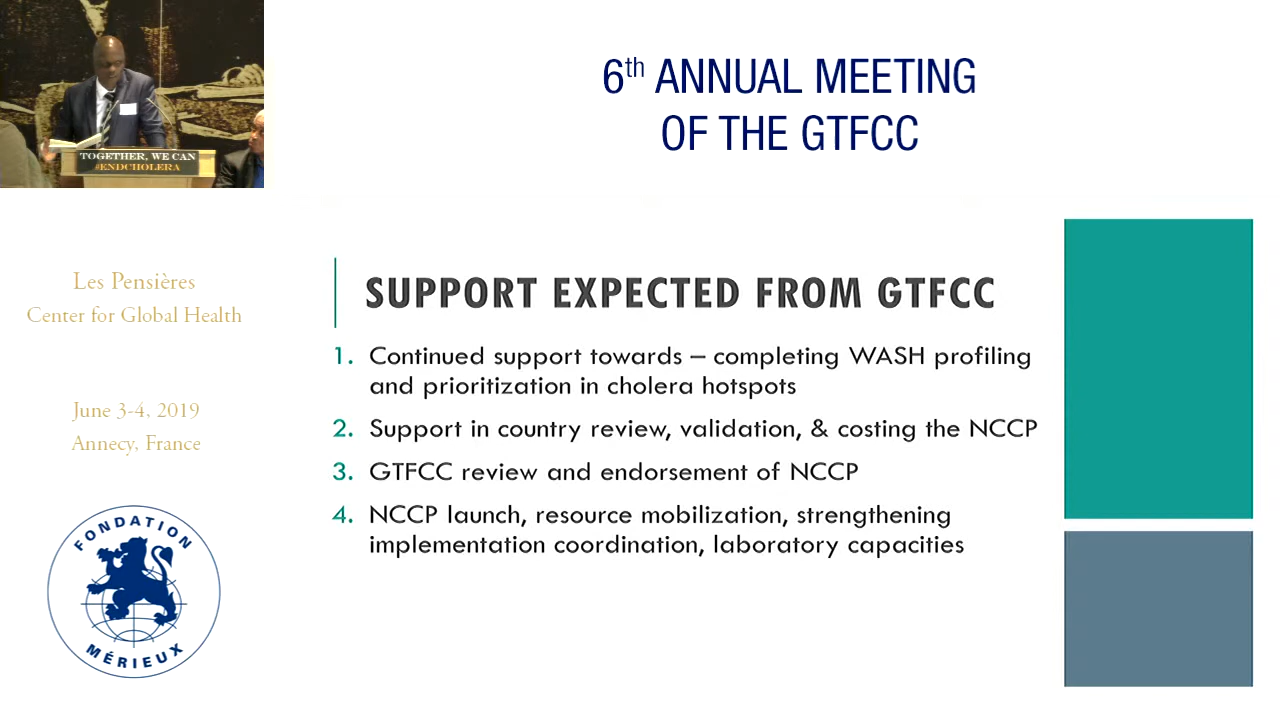 TOGETHER, WE CAN
#ENDCHOLERA
6th ANNUAL MEETING
OF THE GTFCC
Les Pensières
Center for Global Health
June 3-4, 2019
Annecy, France
FONDATION
MÉRIEUX
SUPPORT EXPECTED FROM GTFCC
1. Continued support towards – completing WASH profiling
and prioritization in cholera hotspots
2. Support in country review, validation, & costing the NCCP
3. GTFCC review and endorsement of NCCP
4. NCCP launch, resource mobilization, strengthening
implementation coordination, laboratory capacities